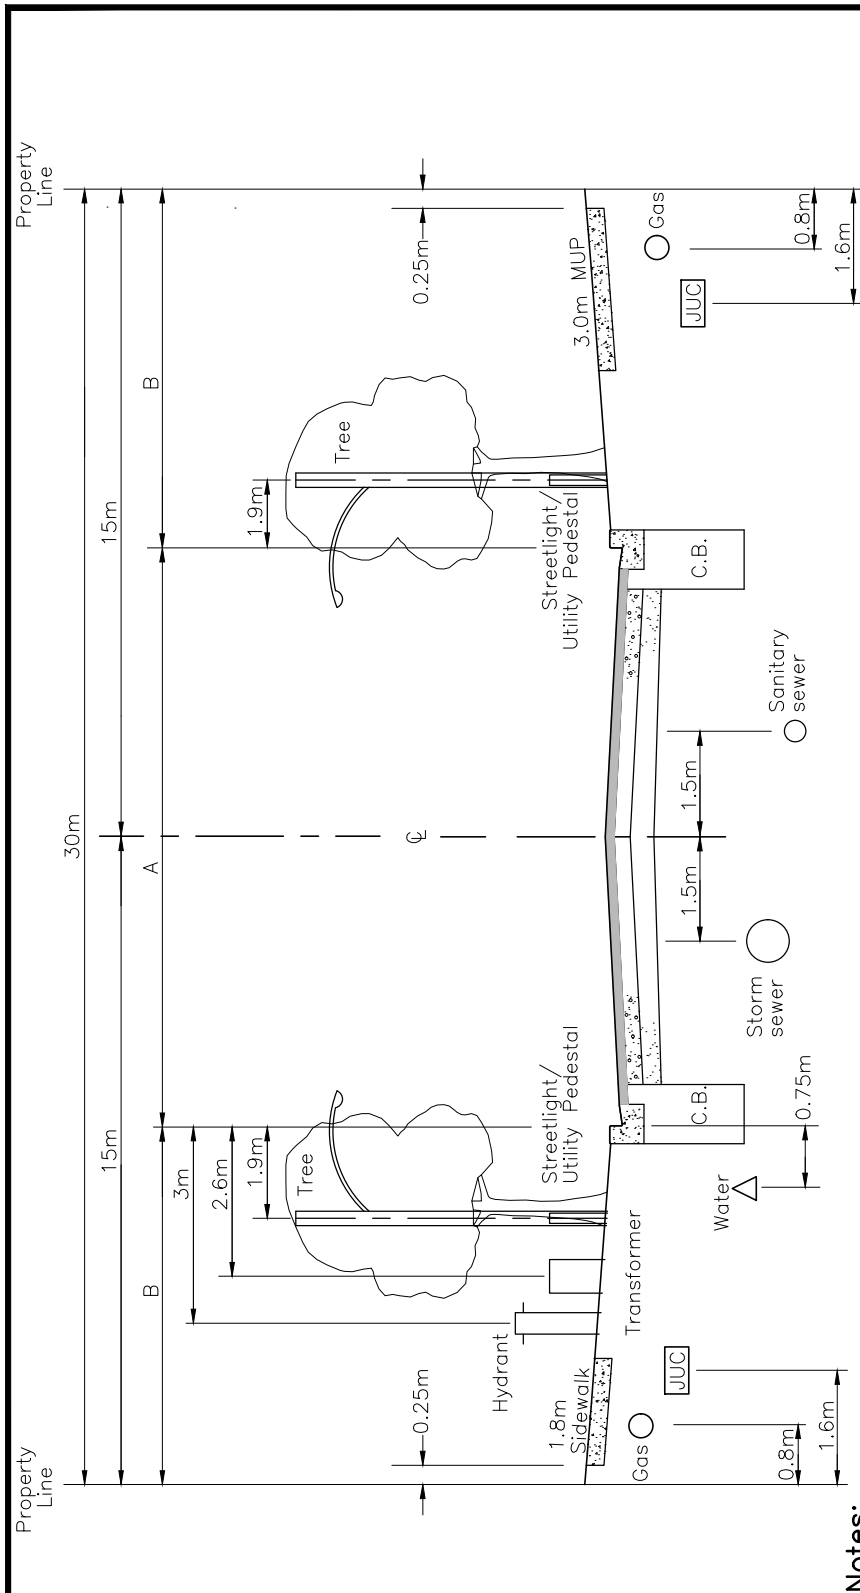 Property
Line
Property
Line
30m
15m
15m
B
A
B
3m
2.6m
1.9m
1.9m
Tree
Tree
0.25m
0.25m
℄
Hydrant
Streetlight/
Utility Pedestal
Streetlight/
Utility Pedestal
1.8m
Sidewalk
3.0m MUP
Transformer
Gas
Gas
JUC
JUC
C.B.
C.B.
1.5m
1.5m
Water
Storm
sewer
Sanitary
sewer
0.8m
0.75m
0.8m
1.6m
1.6m
Notes: